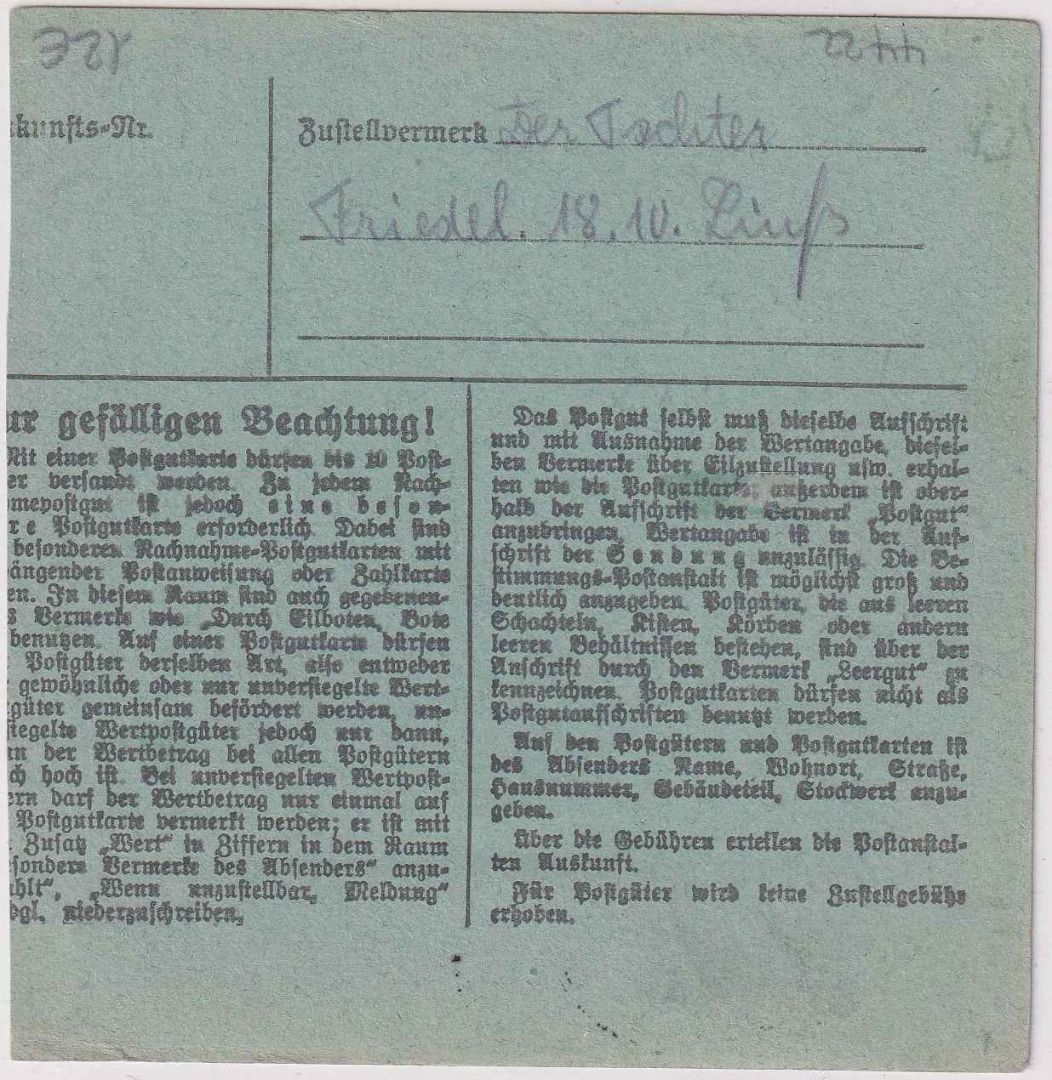 kunfts-Nr.
Zustellvermerk Der Tochter
Friedel. 18.10.
ur gefälligen Beachtung!
Mit einer Postgutkarte dürfen bis 10 Post-
er versandt werden. Zu jedem Nach-
mepostgut ist jedoch eine beson-
re Postgutkarte erforderlich. Dabei sind
besonderen Nachnahme-Postgutkarten mit
ängender Postanweisung oder Zahlkarte
en. In diesem Raum sind auch gegebenen-
s Vermerke wie „Durch Eilboten, Bote
benutzen. Auf einer Postgutkarte dürfen
Postgüter derselben Art, also entweder
gewöhnliche oder nur unversiegelte Wert-
güter gemeinsam befördert werden, un-
siegelte Wertpostgüter jedoch nur dann,
nn der Wertbetrag bei allen Postgütern
ch hoch ist. Bei unversiegelten Wertpost-
ern darf der Wertbetrag nur einmal auf
Postgutkarte vermerkt werden; er ist mit
Zusatz „Wert“ in Ziffern in dem Raum
sondere Vermerke des Absenders“ anzu-
hlt“, „Wenn unzustellbar, Meldung“
ogl. niederzuschreiben.
Das Postgut selbst muß dieselbe Aufschrift
und mit Ausnahme der Wertangabe, diesel-
ben Vermerke über Eilzustellung usw. erhal-
ten wie die Postgutkarte; außerdem ist ober-
halb der Aufschrift der Vermerk „Postgut“
anzubringen. Wertangabe ist in der Auf-
schrift der Sendung unzulässig. Die Be-
stimmungs-Postanstalt ist möglichst groß und
deutlich anzugeben. Postgüter, die aus leeren
Schachteln, Kisten, Körben oder andern
leeren Behältnissen bestehen, sind über der
Anschrift durch den Vermerk „Leergut“ zu
kennzeichnen. Postgutkarten dürfen nicht als
Postgutaufschriften benutzt werden.
Auf den Postgütern und Postgutkarten ist
des Absenders Name, Wohnort, Straße,
Hausnummer, Gebäudeteil, Stockwerk anzu-
geben.
Über die Gebühren erteilen die Postanstal-
ten Auskunft.
Für Postgüter wird keine Zustellgebühr
erhoben.